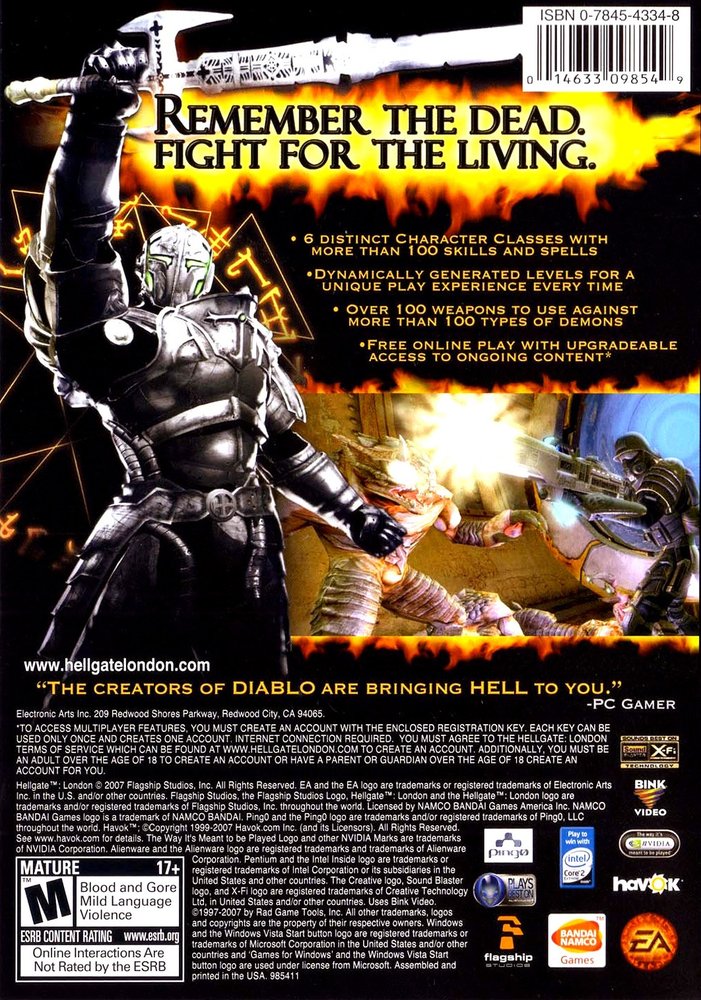 ISBN 0-7845-4334-8
0 14633 09854 9
REMEMBER THE DEAD.
FIGHT FOR THE LIVING.
• 6 DISTINCT CHARACTER CLASSES WITH
MORE THAN 100 SKILLS AND SPELLS
•DYNAMICALLY GENERATED LEVELS FOR A
UNIQUE PLAY EXPERIENCE EVERY TIME
• OVER 100 WEAPONS TO USE AGAINST
MORE THAN 100 TYPES OF DEMONS
•FREE ONLINE PLAY WITH UPGRADEABLE
ACCESS TO ONGOING CONTENT*
www.hellgatelondon.com
“THE CREATORS OF DIABLO ARE BRINGING HELL TO YOU.”
-PC GAMER
Electronic Arts Inc. 209 Redwood Shores Parkway, Redwood City, CA 94065.
*TO ACCESS MULTIPLAYER FEATURES, YOU MUST CREATE AN ACCOUNT WITH THE ENCLOSED REGISTRATION KEY. EACH KEY CAN BE
USED ONLY ONCE AND CREATES ONE ACCOUNT. INTERNET CONNECTION REQUIRED. YOU MUST AGREE TO THE HELLGATE: LONDON
TERMS OF SERVICE WHICH CAN BE FOUND AT WWW.HELLGATELONDON.COM TO CREATE AN ACCOUNT. ADDITIONALLY, YOU MUST BE
AN ADULT OVER THE AGE OF 18 TO CREATE AN ACCOUNT OR HAVE A PARENT OR GUARDIAN OVER THE AGE OF 18 CREATE AN
ACCOUNT FOR YOU.
Hellgate™: London © 2007 Flagship Studios, Inc. All Rights Reserved. EA and the EA logo are trademarks or registered trademarks of Electronic Arts
Inc. in the U.S. and/or other countries. Flagship Studios, the Flagship Studios Logo, Hellgate™: London and the Hellgate™: London logo are
trademarks and/or registered trademarks of Flagship Studios, Inc. throughout the world. Licensed by NAMCO BANDAI Games America Inc. NAMCO
BANDAI Games logo is a trademark of NAMCO BANDAI. Ping0 and the Ping0 logo are trademarks and/or registered trademarks of Ping0, LLC
throughout the world. Havok™; ©Copyright 1999-2007 Havok.com Inc. (and its Licensors). All Rights Reserved.
See www.havok.com for details. The Way It's Meant to be Played Logo and other NVIDIA Marks are trademarks
of NVIDIA Corporation. Alienware and the Alienware logo are registered trademarks and trademarks of Alienware
Corporation. Pentium and the Intel Inside logo are trademarks or
registered trademarks of Intel Corporation or its subsidiaries in the
United States and other countries. The Creative logo, Sound Blaster
logo, and X-Fi logo are registered trademarks of Creative Technology
Ltd, in United States and/or other countries. Uses Bink Video.
©1997-2007 by Rad Game Tools, Inc. All other trademarks, logos
and copyrights are the property of their respective owners. Windows
and the Windows Vista Start button logo are registered trademarks or
trademarks of Microsoft Corporation in the United States and/or other
countries and 'Games for Windows' and the Windows Vista Start
button logo are used under license from Microsoft. Assembled and
printed in the USA. 985411
SOUNDS BEST ON
SOUND BLASTER X-Fi
TECHNOLOGY
BINK
VIDEO
ping0
Play to
win with
intel
Core™2
The way it's
NVIDIA
meant to be played
PLAYS
BEST ON
havok
flagship
STUDIOS
BANDAI
NAMCO
Games
EA
MATURE 17+
M
TM
Blood and Gore
Mild Language
Violence
ESRB CONTENT RATING www.esrb.org
Online Interactions Are
Not Rated by the ESRB